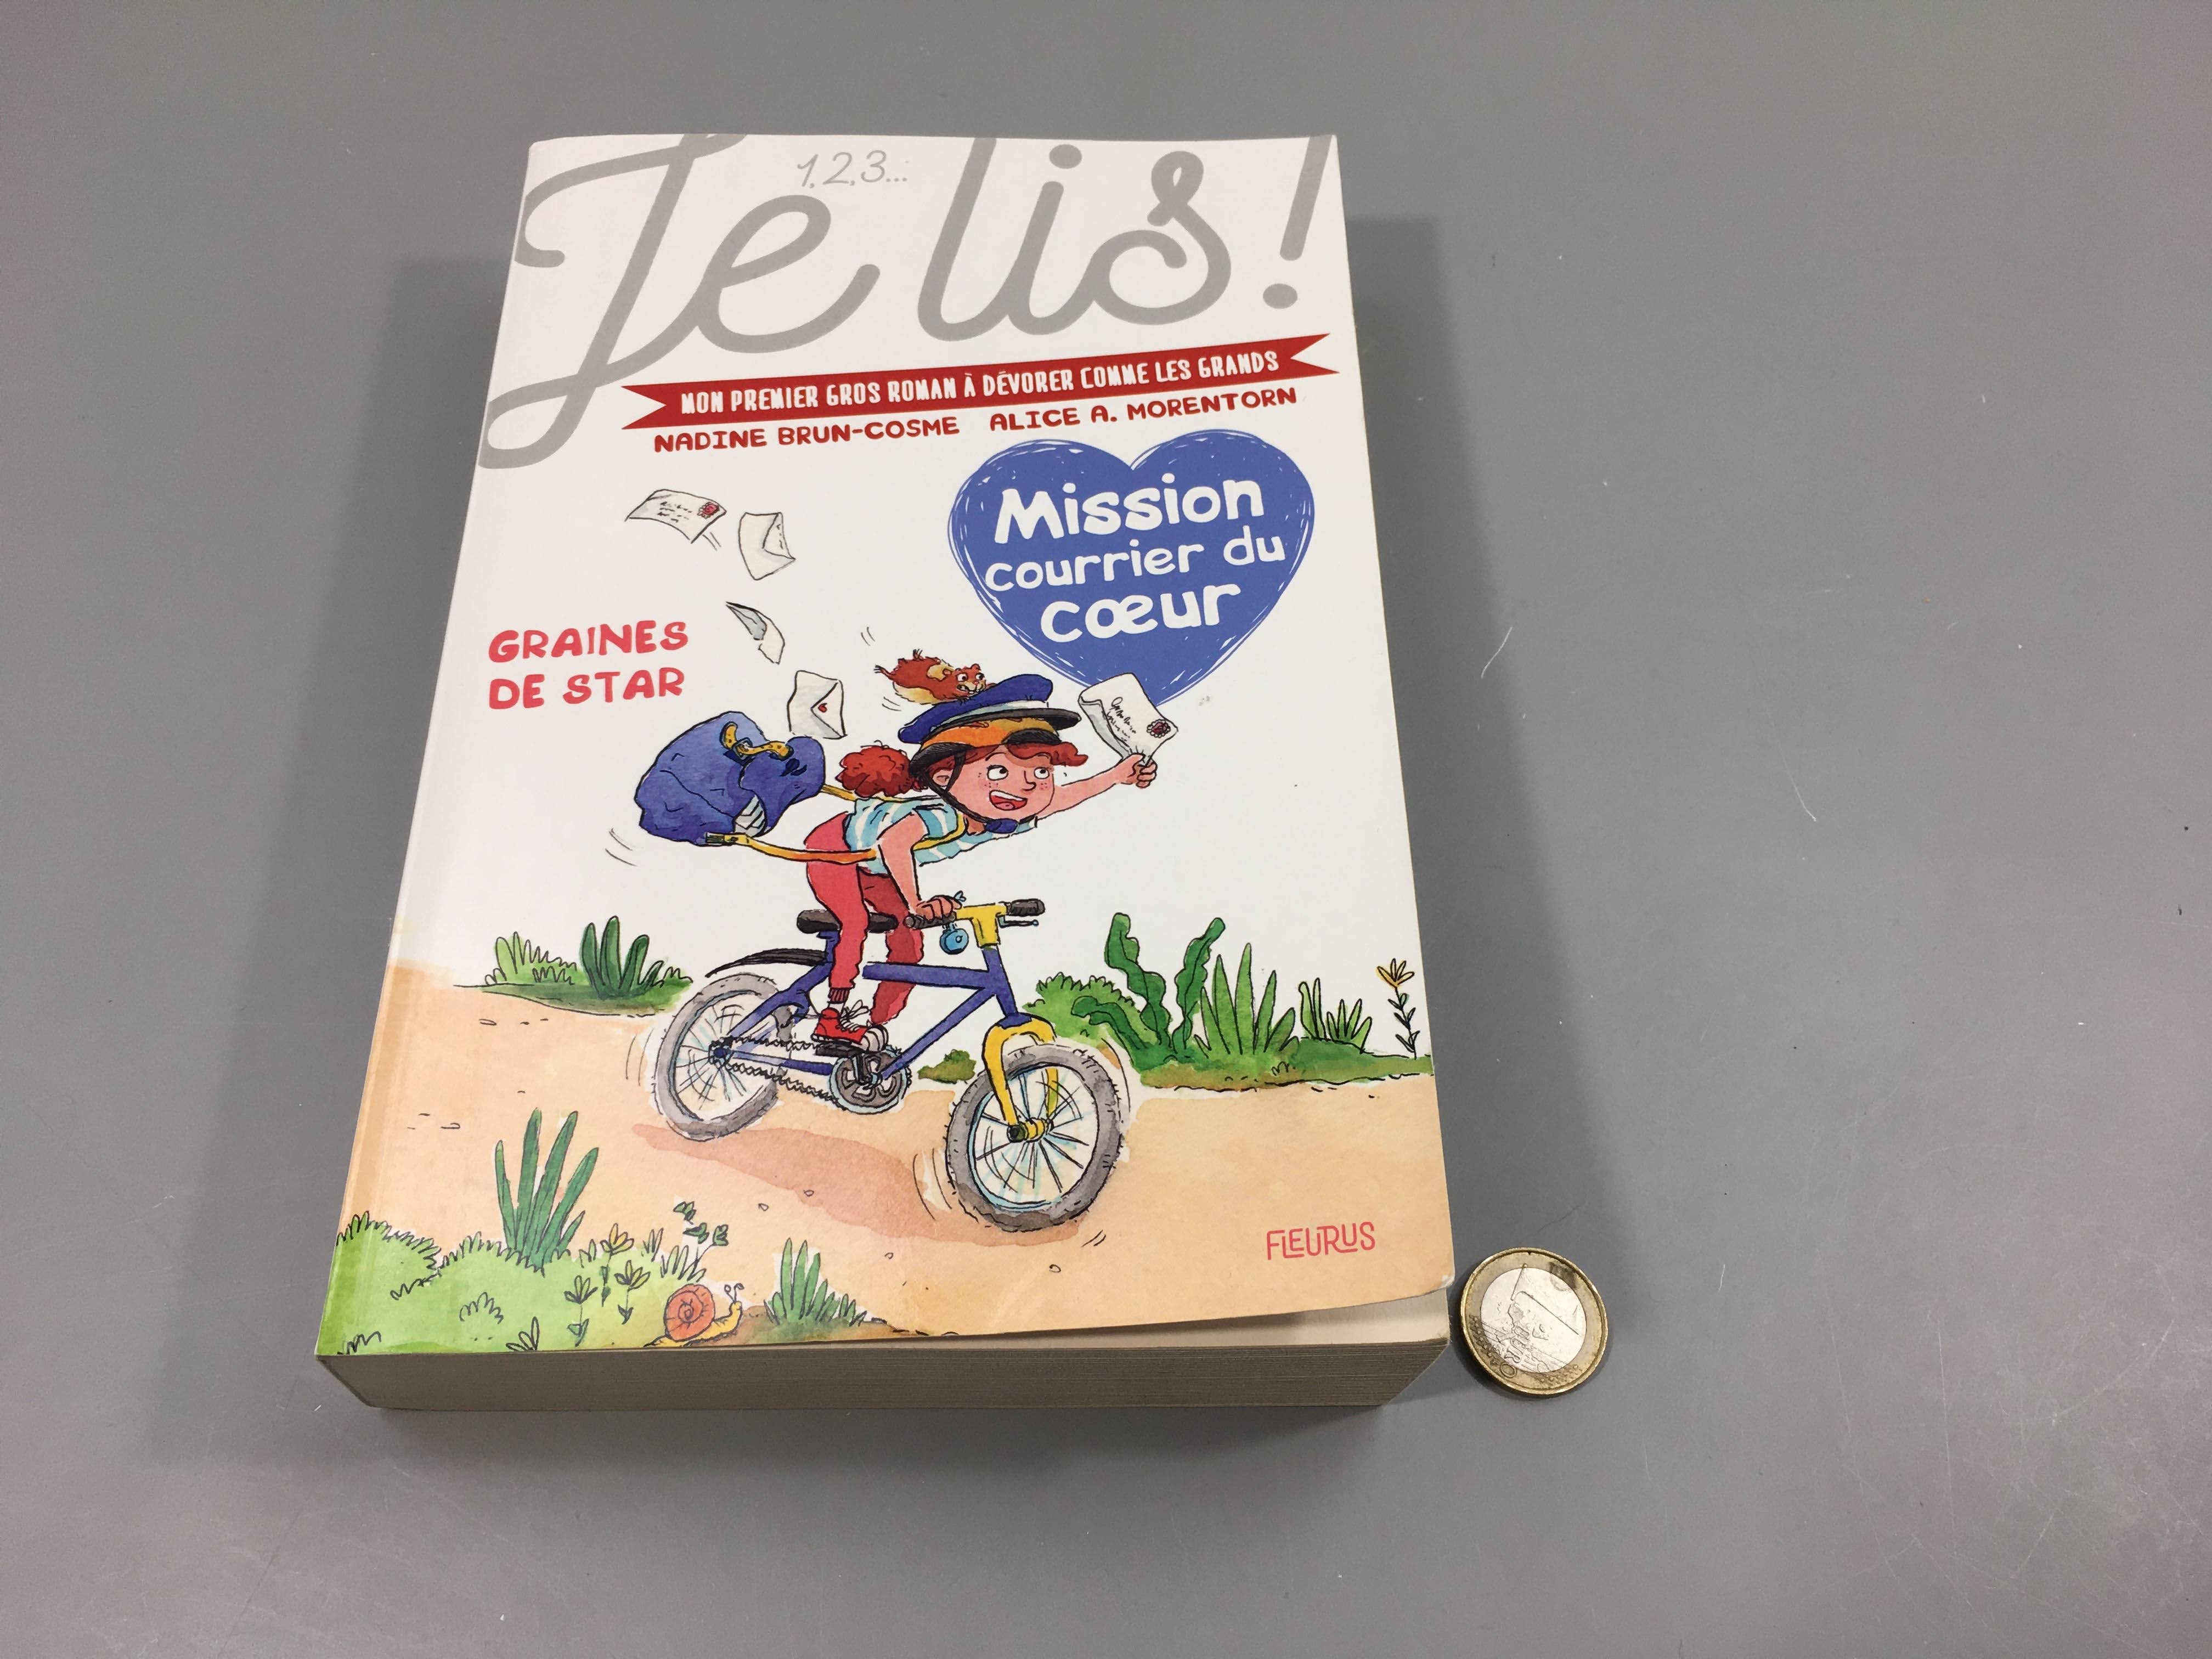 1, 2, 3...
Je lis !
MON PREMIER GROS ROMAN À DÉVORER COMME LES GRANDS
NADINE BRUN-COSME ALICE A. MORENTORN
Mission
courrier du
cœur
GRAINES
DE STAR
FLEURUS